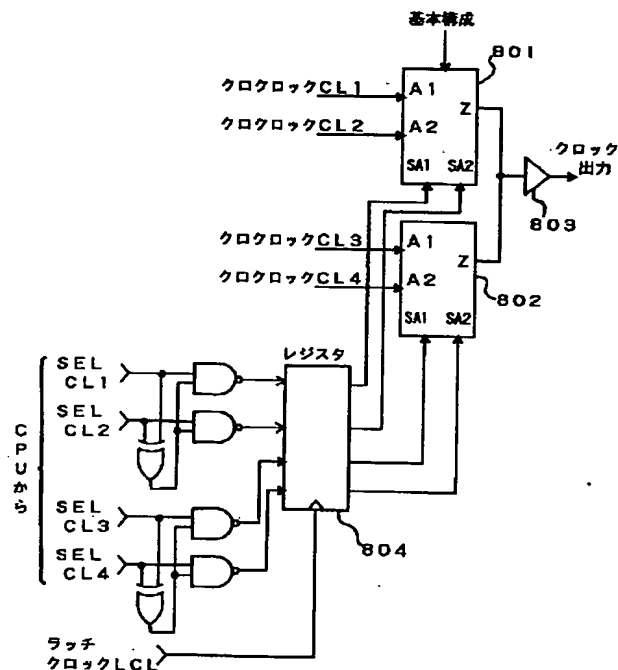 基本構成
801
クロクロックCL1
A1
クロクロックCL2
A2
Z
SA1 SA2
クロック
出力
803
クロクロックCL3
A1
クロクロックCL4
A2
Z
802
SA1 SA2
レジスタ
SEL
CL1
SEL
CL2
CPUから
SEL
CL3
SEL
CL4
804
ラッチ
クロックLCL